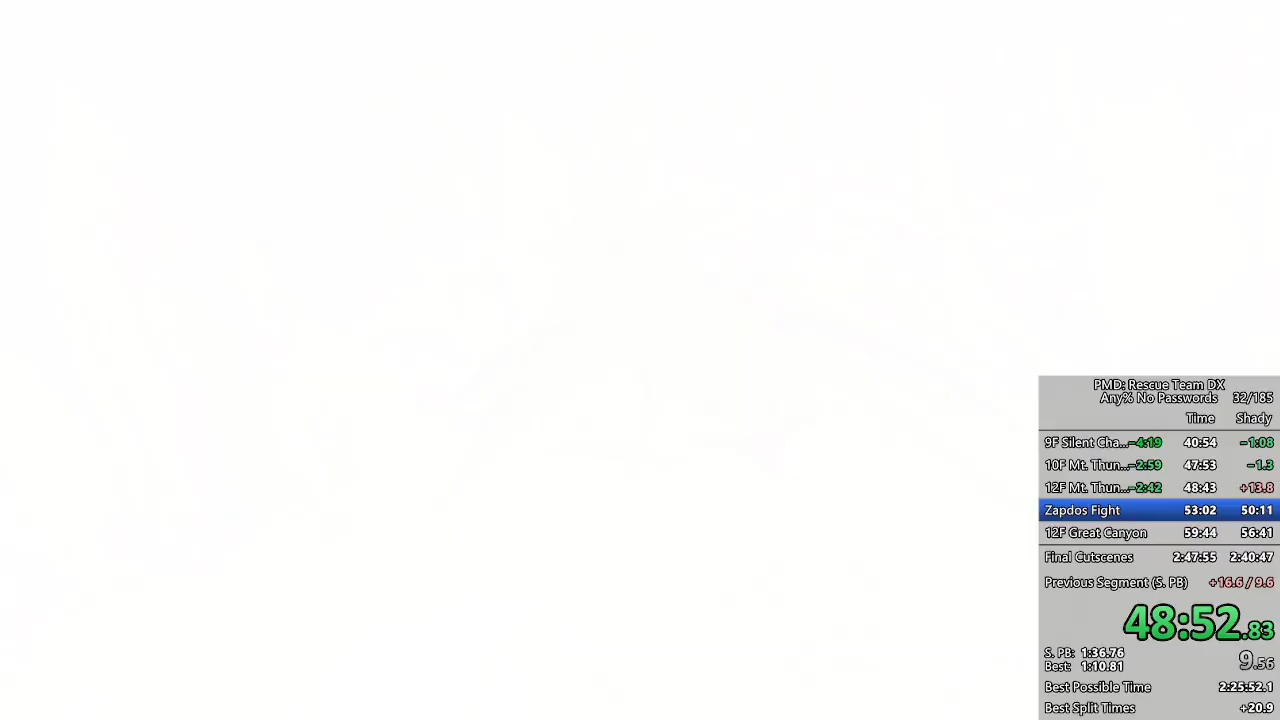 PMD: Rescue Team DX
Any% No Passwords 32/185
Time Shady
9F Silent Cha... -4:19 40:54 -1:08
10F Mt. Thun... -2:59 47:53 -1.3
12F Mt. Thun... -2:42 48:43 +13.8
Zapdos Fight 53:02 50:11
12F Great Canyon 59:44 56:41
Final Cutscenes 2:47:55 2:40:47
Previous Segment (S. PB) +16.6 / 9.6
48:52.83
S. PB: 1:36.76
Best: 1:10.81 9.56
Best Possible Time 2:25:52.1
Best Split Times +20.9